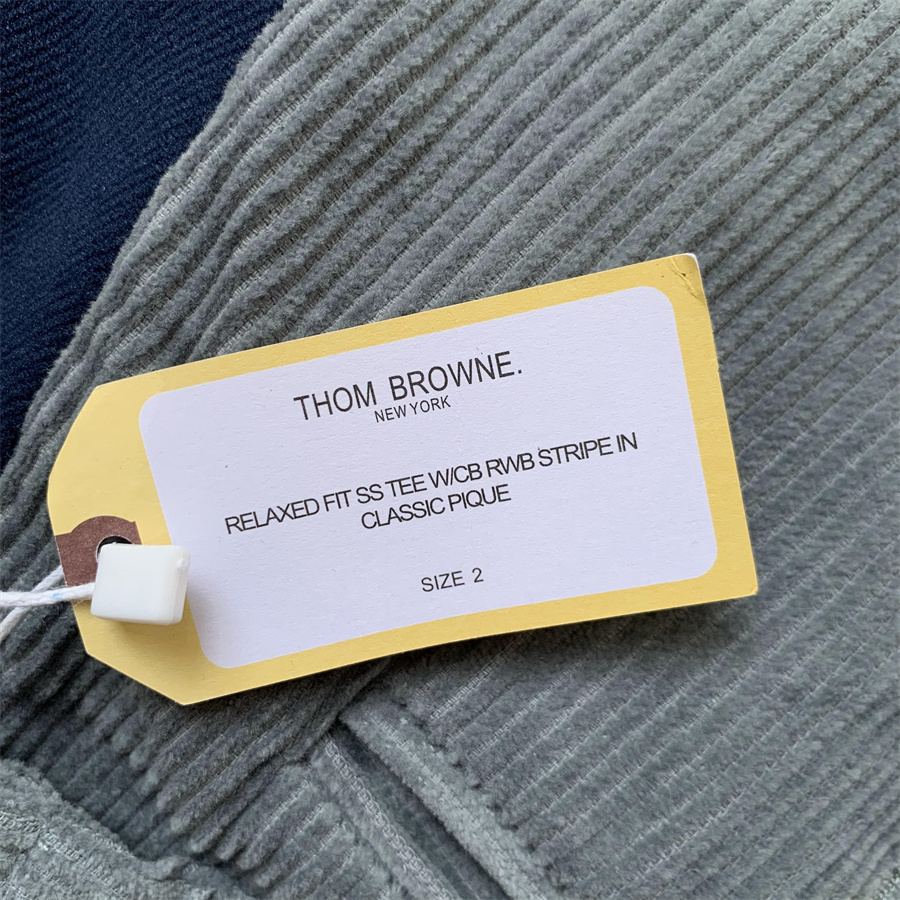 THOM BROWNE.
NEW YORK
RELAXED FIT SS TEE W/CB RWB STRIPE IN
CLASSIC PIQUE
SIZE 2